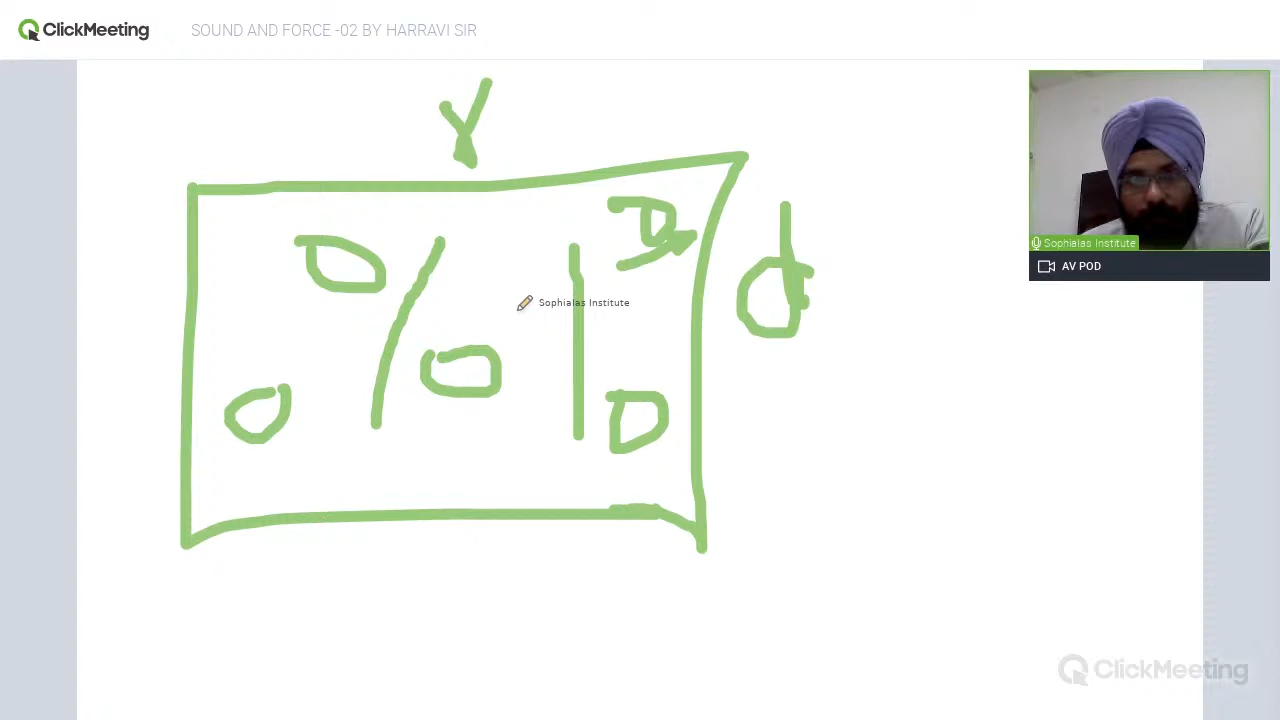 ClickMeeting SOUND AND FORCE -02 BY HARRAVI SIR
Y
d
Sophialas Institute
Sophialas Institute
AV POD
ClickMeeting